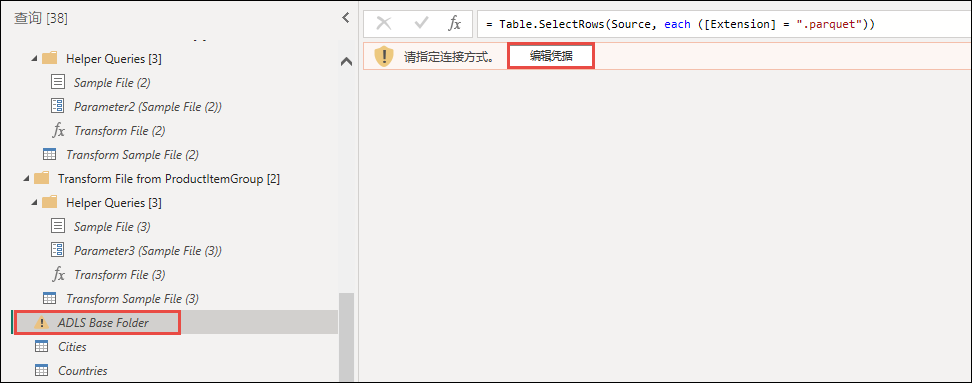 查询 [38]
Helper Queries [3]
Sample File (2)
Parameter2 (Sample File (2))
fx Transform File (2)
Transform Sample File (2)
Transform File from ProductItemGroup [2]
Helper Queries [3]
Sample File (3)
Parameter3 (Sample File (3))
fx Transform File (3)
Transform Sample File (3)
ADLS Base Folder
Cities
Countries
fx = Table.SelectRows(Source, each ([Extension] = ".parquet"))
请指定连接方式。 编辑凭据